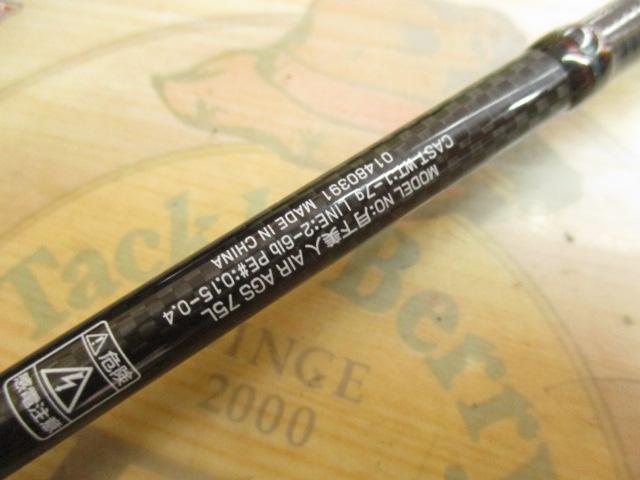 MODEL NO:月下美人 AIR AGS 75L
CAST WT:1-7g LINE:2-6lb PE#:0.15-0.4
01480391 MADE IN CHINA
危険
感電注意
Tackle Berry
SINCE
2000